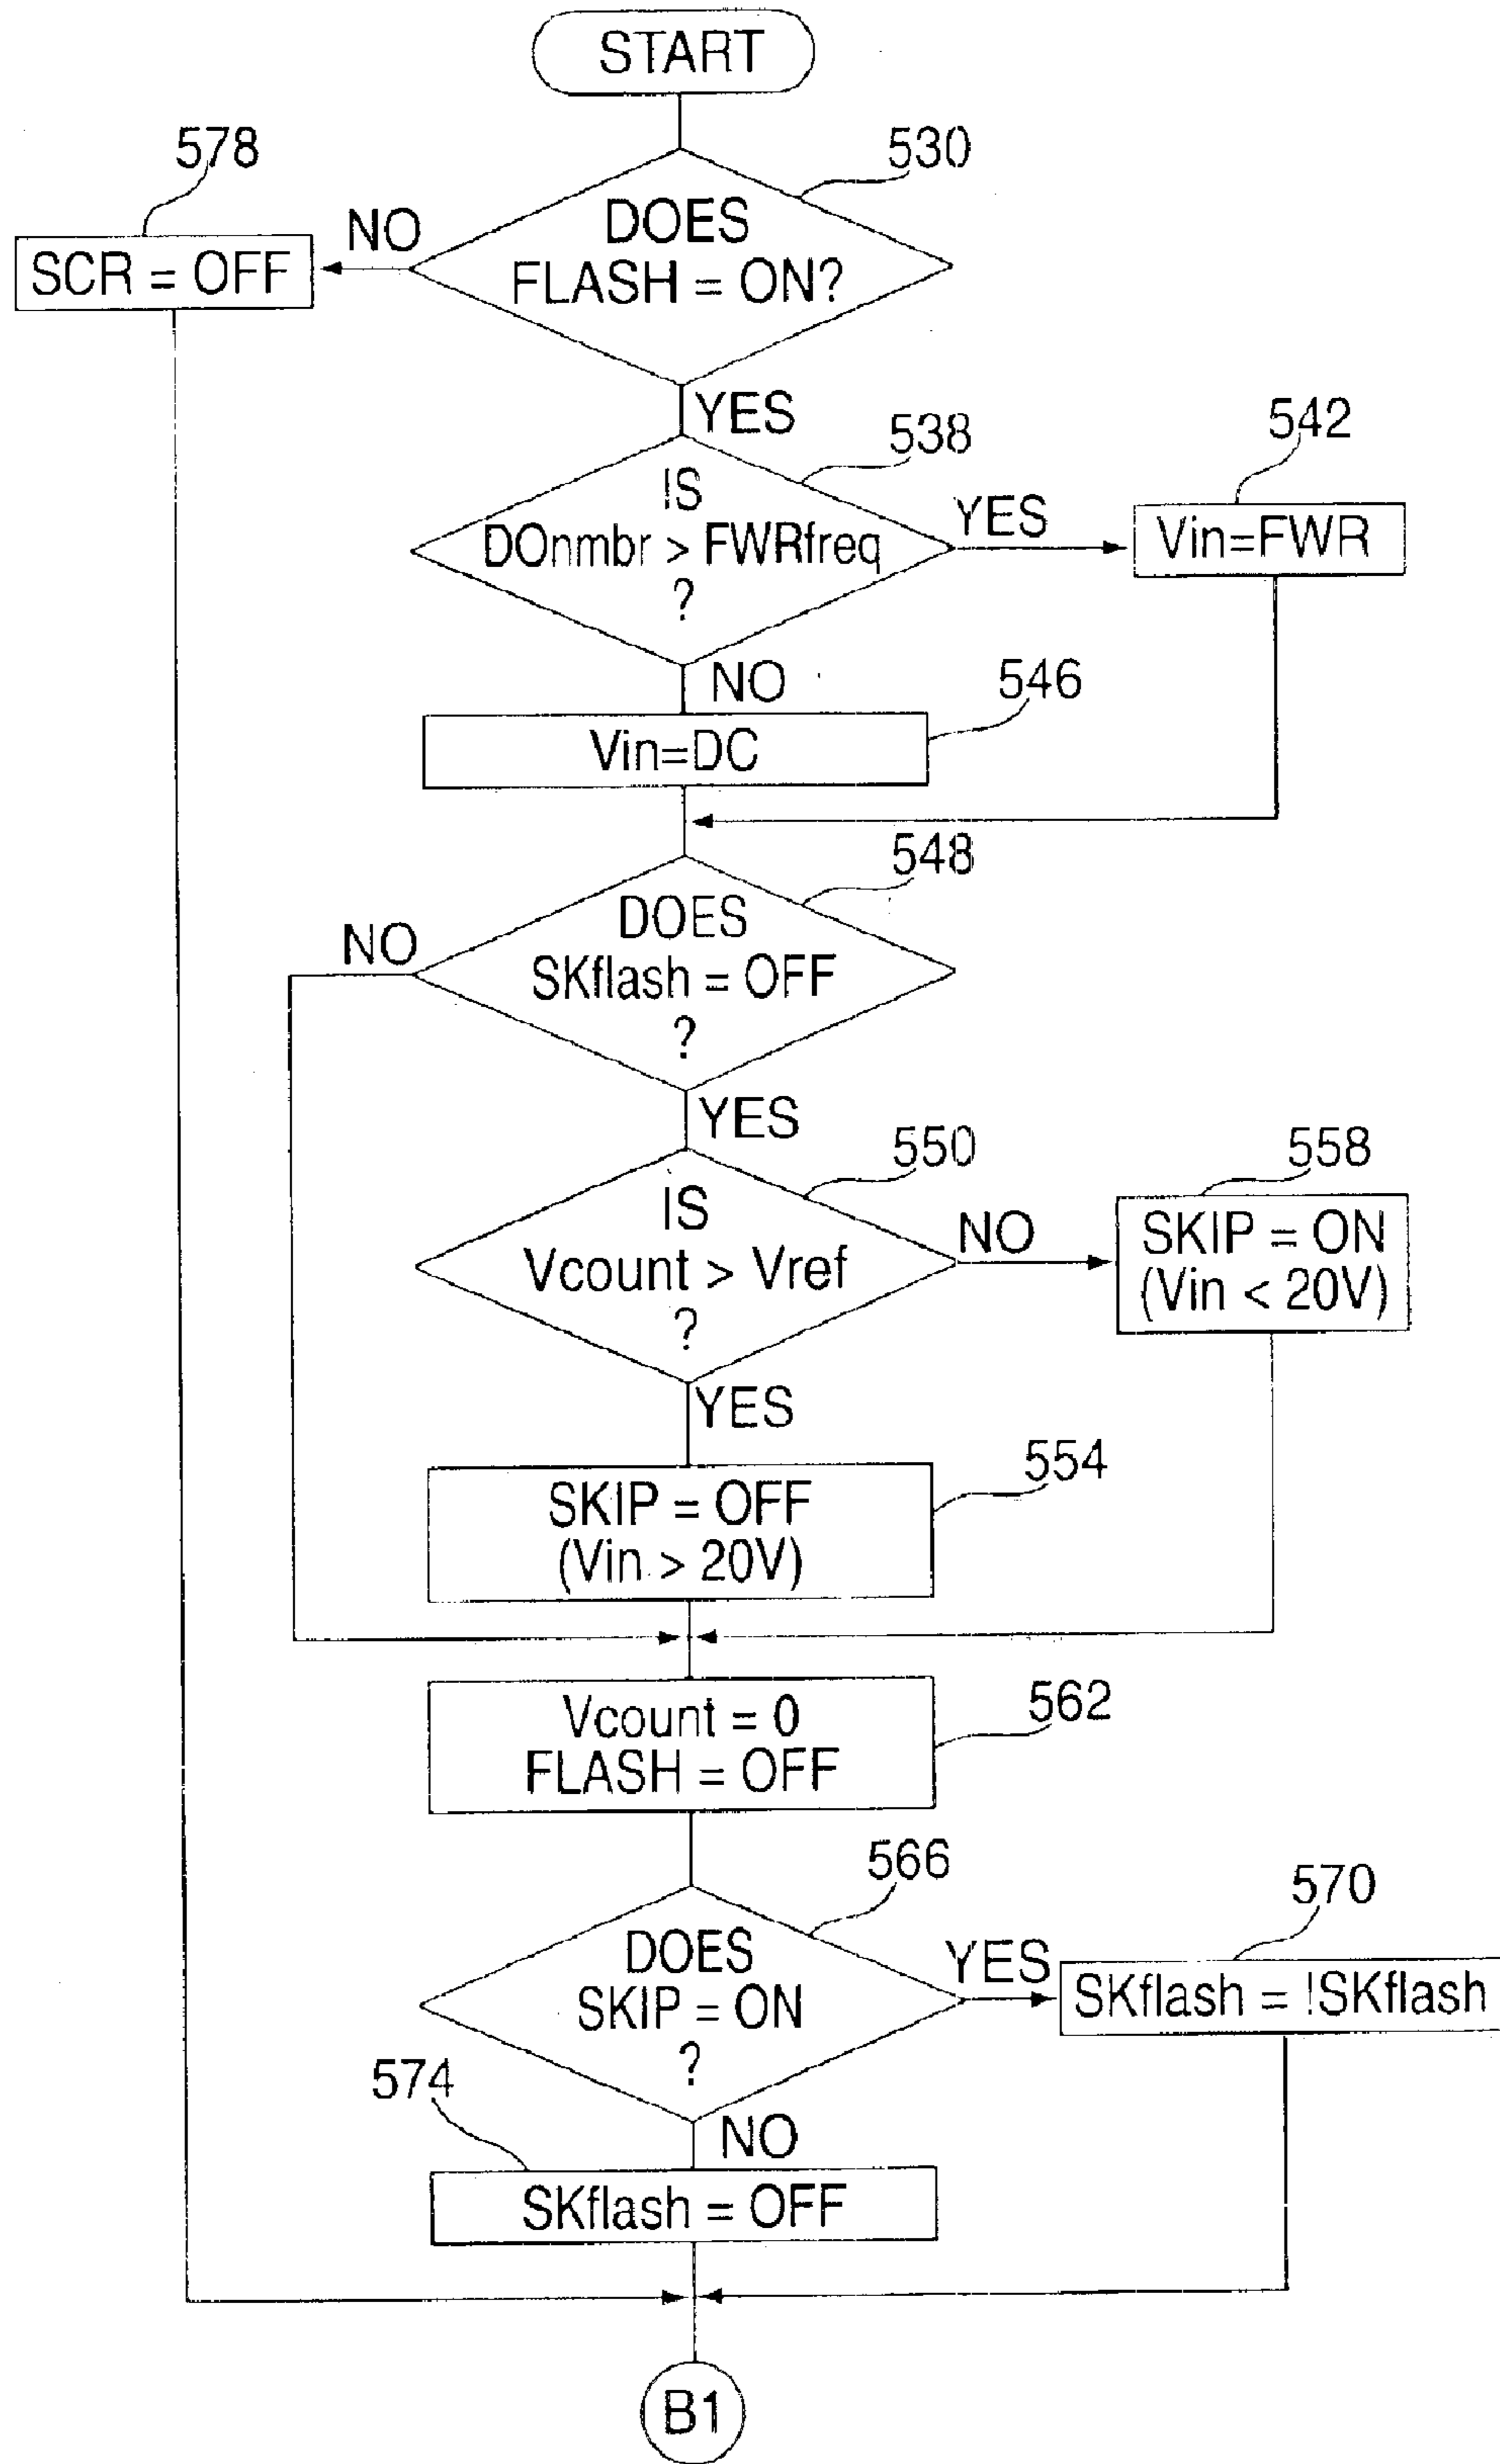 START
578
530
NO
DOES
FLASH = ON?
SCR = OFF
YES
538
542
IS
DOnmbr > FWRfreq
?
YES
Vin=FWR
NO
546
Vin=DC
548
NO
DOES
SKflash = OFF
?
YES
550
558
IS
Vcount > Vref
?
NO
SKIP = ON
(Vin < 20V)
YES
554
SKIP = OFF
(Vin > 20V)
562
Vcount = 0
FLASH = OFF
566
570
DOES
SKIP = ON
?
YES
SKflash = !SKflash
574
NO
SKflash = OFF
B1